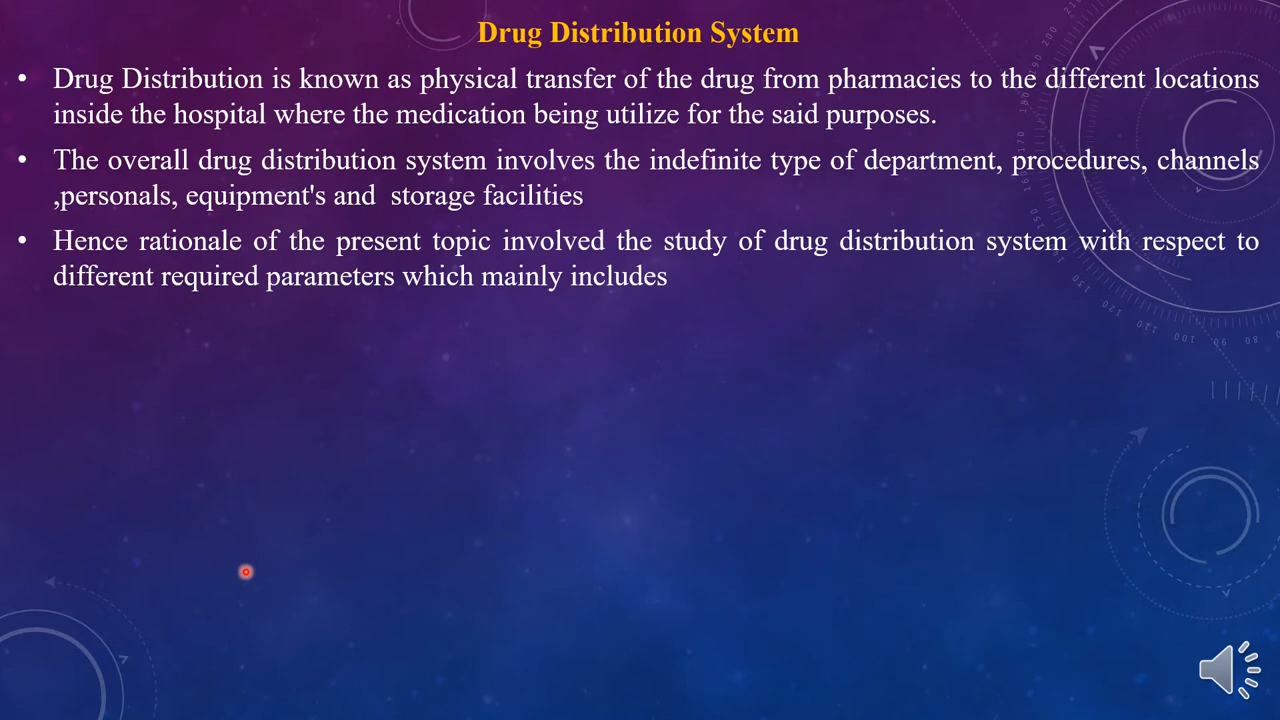 Drug Distribution System
• Drug Distribution is known as physical transfer of the drug from pharmacies to the different locations
inside the hospital where the medication being utilize for the said purposes.
• The overall drug distribution system involves the indefinite type of department, procedures, channels
,personals, equipment's and  storage facilities
• Hence rationale of the present topic involved the study of drug distribution system with respect to
different required parameters which mainly includes